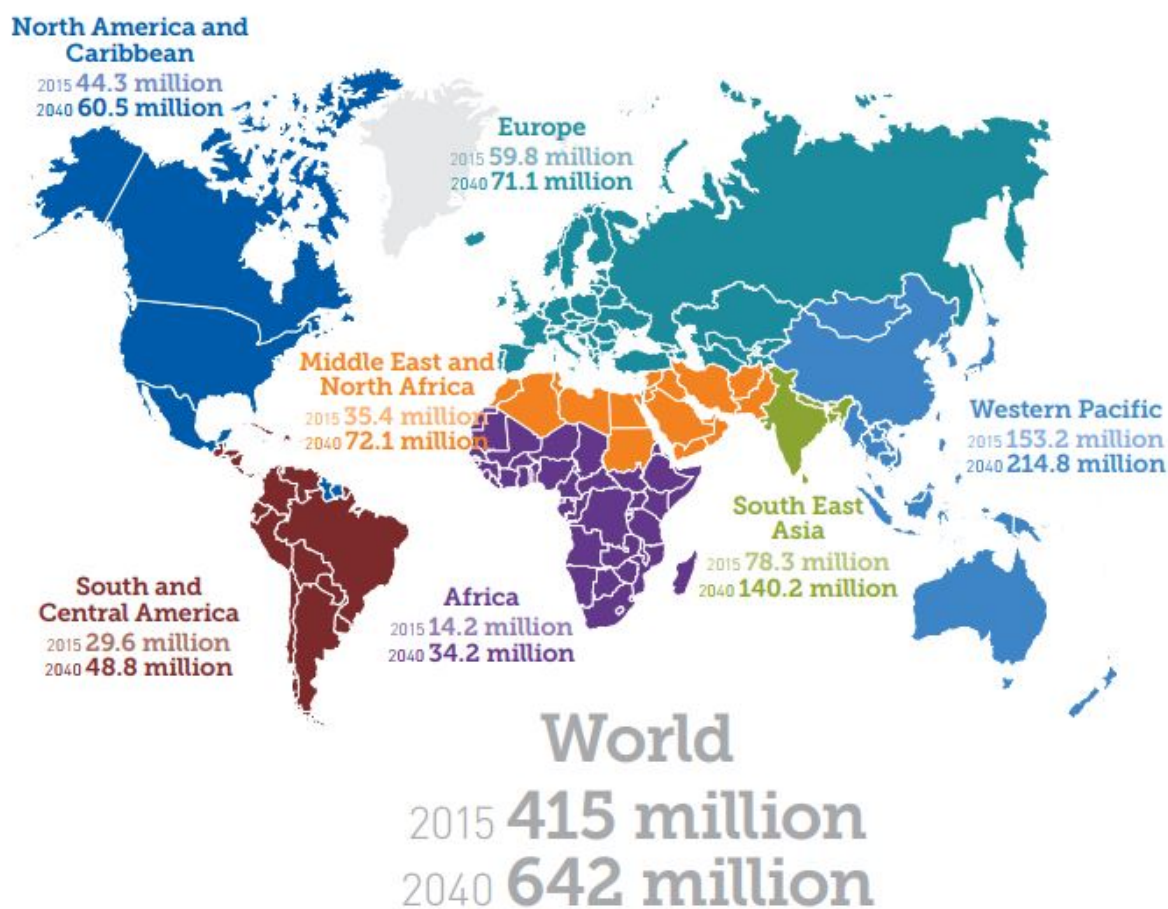 North America and
Caribbean
2015 44.3 million
2040 60.5 million
Europe
2015 59.8 million
2040 71.1 million
Middle East and
North Africa
2015 35.4 million
2040 72.1 million
Western Pacific
2015 153.2 million
2040 214.8 million
South East
Asia
2015 78.3 million
2040 140.2 million
South and
Central America
2015 29.6 million
2040 48.8 million
Africa
2015 14.2 million
2040 34.2 million
World
2015 415 million
2040 642 million